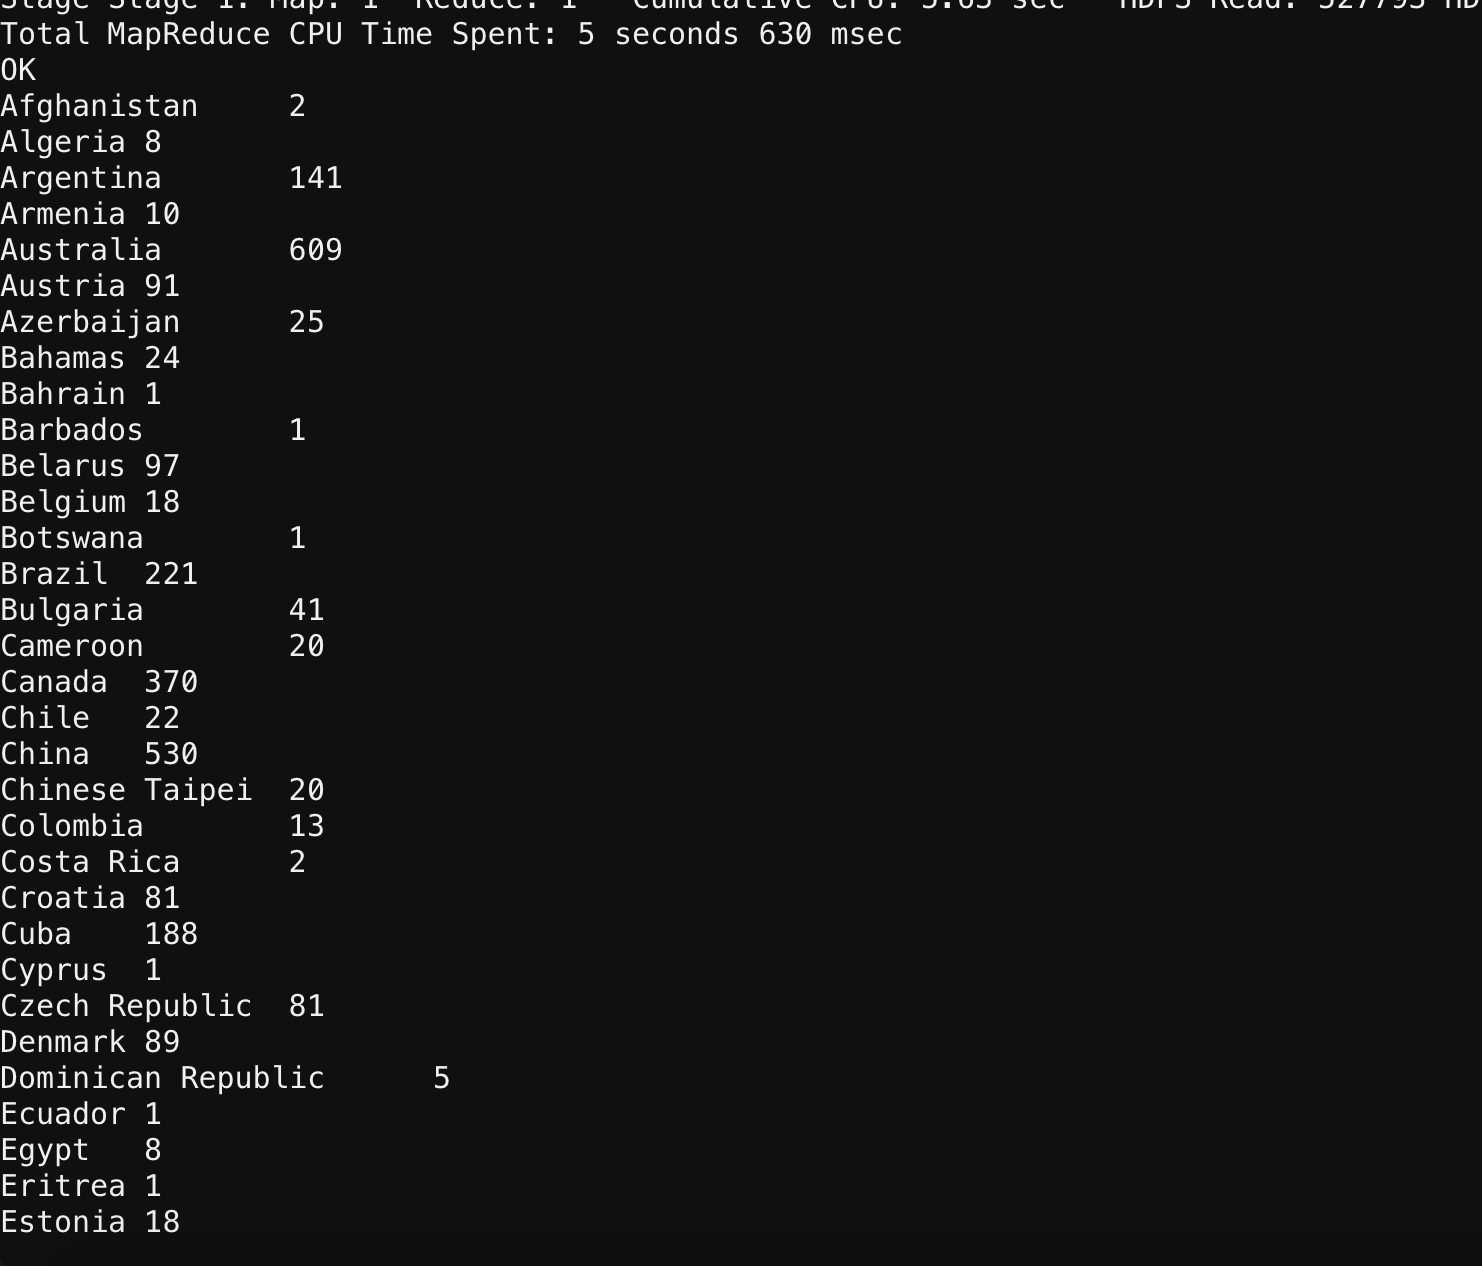 Stage-Stage-1: Map: 1  Reduce: 1   Cumulative CPU: 5.63 sec   HDFS Read: 527793 HD
Total MapReduce CPU Time Spent: 5 seconds 630 msec
OK
Afghanistan     2
Algeria 8
Argentina       141
Armenia 10
Australia       609
Austria 91
Azerbaijan      25
Bahamas 24
Bahrain 1
Barbados        1
Belarus 97
Belgium 18
Botswana        1
Brazil  221
Bulgaria        41
Cameroon        20
Canada  370
Chile   22
China   530
Chinese Taipei  20
Colombia        13
Costa Rica      2
Croatia 81
Cuba    188
Cyprus  1
Czech Republic  81
Denmark 89
Dominican Republic      5
Ecuador 1
Egypt   8
Eritrea 1
Estonia 18